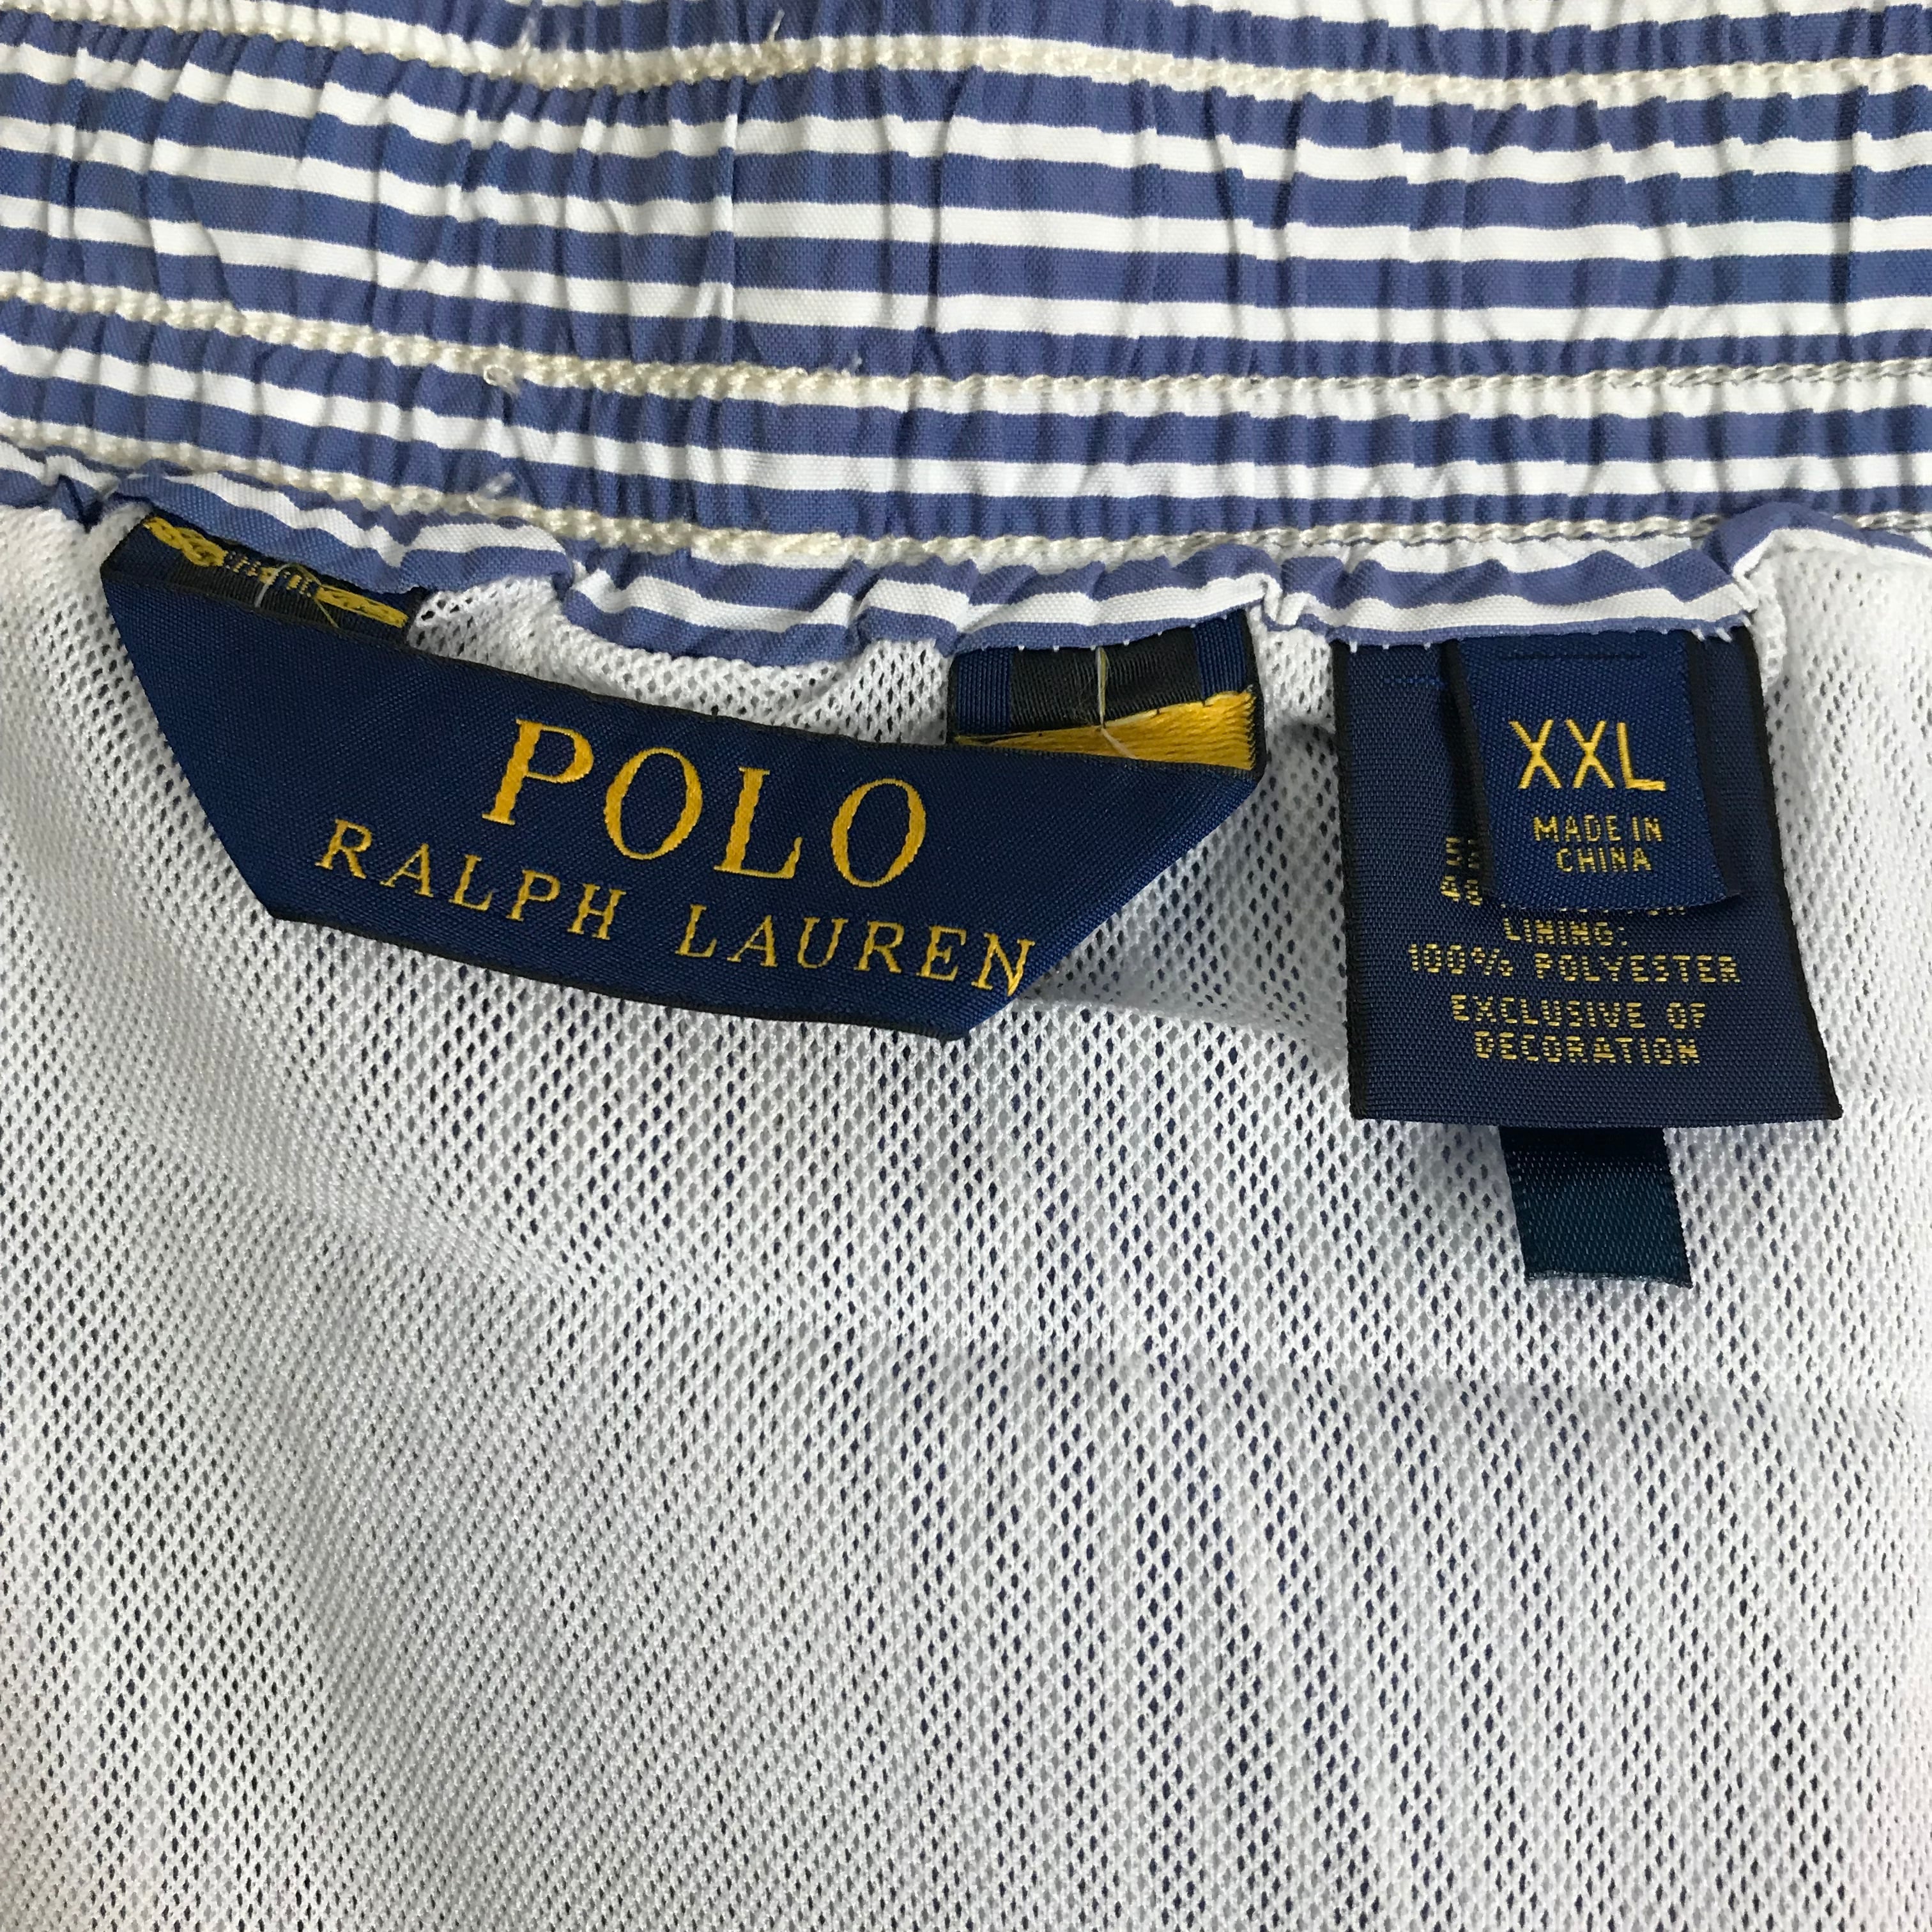 POLO
RALPH LAUREN
XXL
MADE IN
CHINA
LINING:
100% POLYESTER
EXCLUSIVE OF
DECORATION